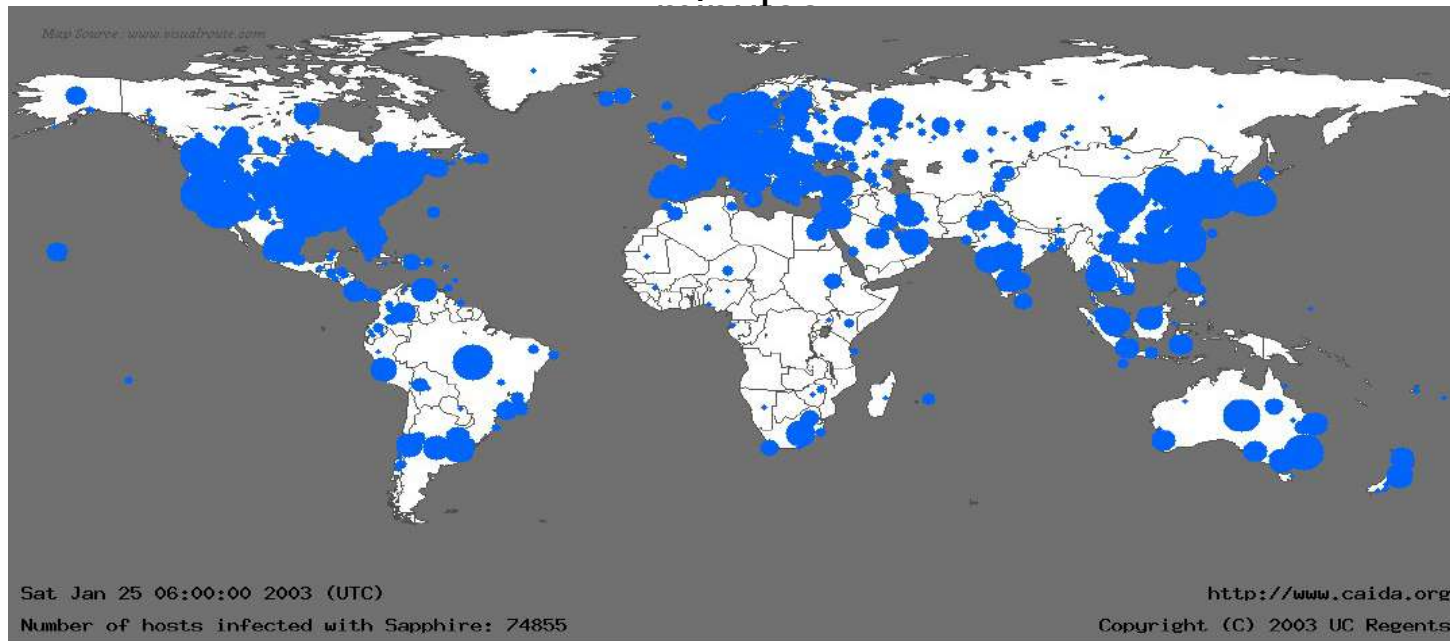 Map Source: www.visualroute.com
Sat Jan 25 06:00:00 2003 (UTC)
http://www.caida.org
Number of hosts infected with Sapphire: 74855
Copyright (C) 2003 UC Regents